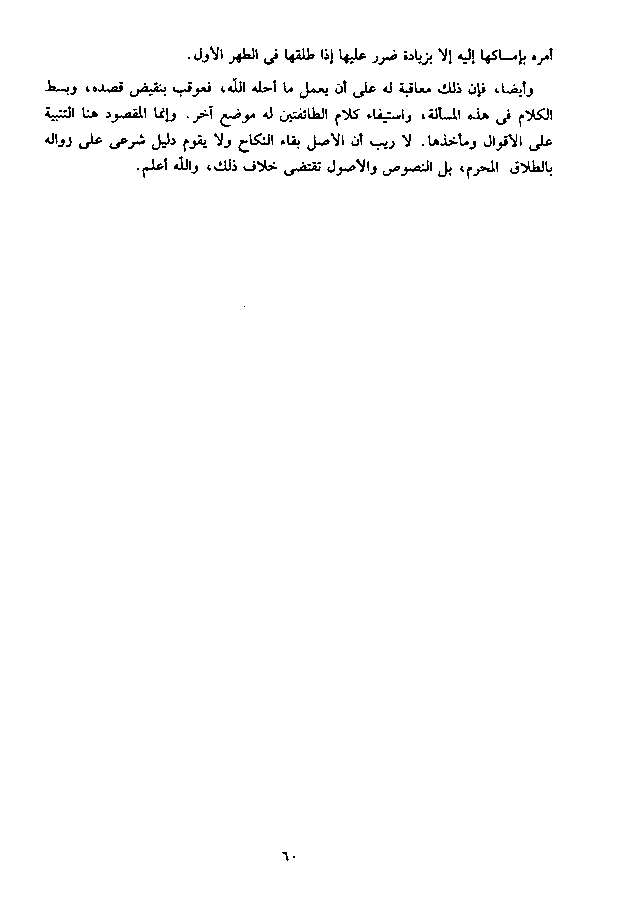 أمره بإمساكها إليه إلا بزيادة ضرر عليها إذا طلقها في الطهر الأول.
وأيضا، فإن ذلك معاقبة له على أن يعمل ما أحله الله، فعوقب بنقيض قصده، وبسط
الكلام فى هذه المسألة، واستيفاء كلام الطائفتين له موضع آخر. وإنما المقصود هنا التنبية
على الأقوال ومأخذها. لا ريب أن الأصل بقاء النكاح ولا يقوم دليل شرعى على زواله
بالطلاق المحرم، بل النصوص والأصول تقتضى خلاف ذلك، والله أعلم.
٦٠